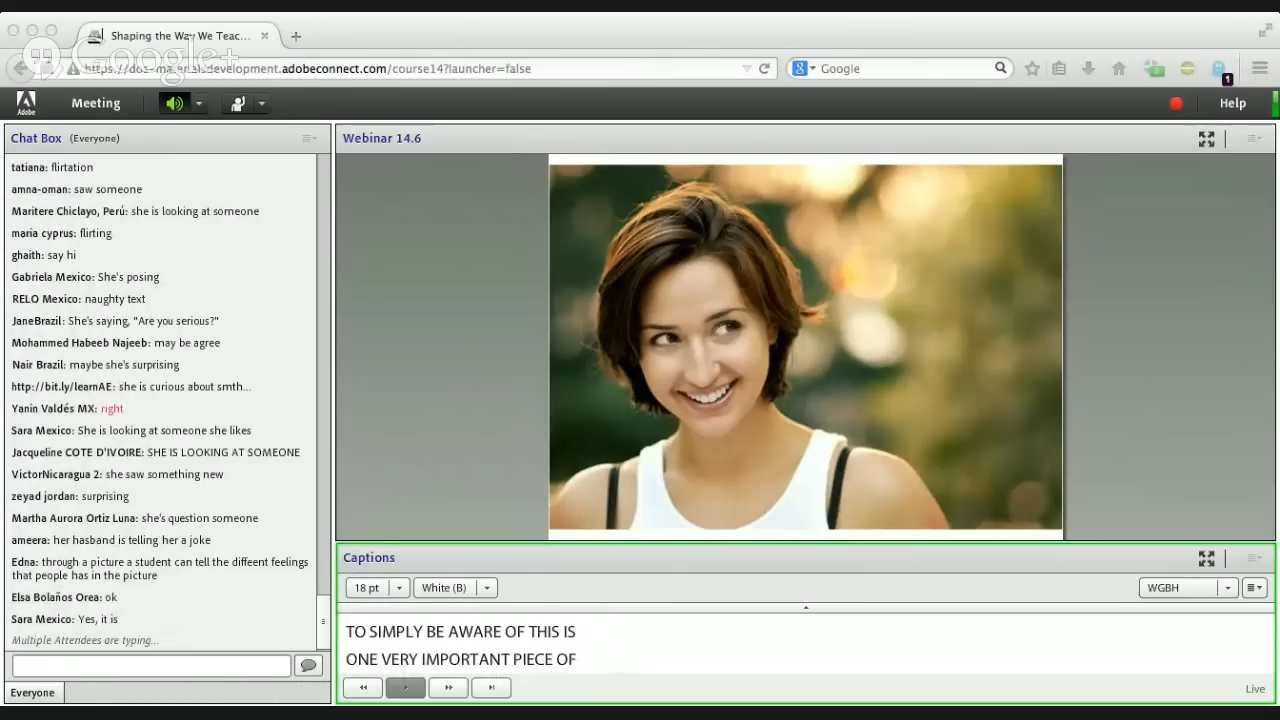 Shaping the Way We Teac...
Google+
adobeconnect.com/course14?launcher=false
Google
1
Adobe
Meeting
Help
Chat Box (Everyone)
Webinar 14.6
tatiana: flirtation
amna-oman: saw someone
Maritere Chiclayo, Perú: she is looking at someone
maria cyprus: flirting
ghaith: say hi
Gabriela Mexico: She's posing
RELO Mexico: naughty text
JaneBrazil: She's saying, "Are you serious?"
Mohammed Habeeb Najeeb: may be agree
Nair Brazil: maybe she's surprising
http://bit.ly/learnAE: she is curious about smth...
Yanin Valdés MX: right
Sara Mexico: She is looking at someone she likes
Jacqueline COTE D'IVOIRE: SHE IS LOOKING AT SOMEONE
VictorNicaragua 2: she saw something new
zeyad jordan: surprising
Martha Aurora Ortiz Luna: she's question someone
ameera: her hasband is telling her a joke
Edna: through a picture a student can tell the diffeent feelings
that people has in the picture
Elsa Bolaños Orea: ok
Sara Mexico: Yes, it is
Multiple Attendees are typing...
Everyone
Captions
18 pt
White (B)
WGBH
TO SIMPLY BE AWARE OF THIS IS
ONE VERY IMPORTANT PIECE OF
Live